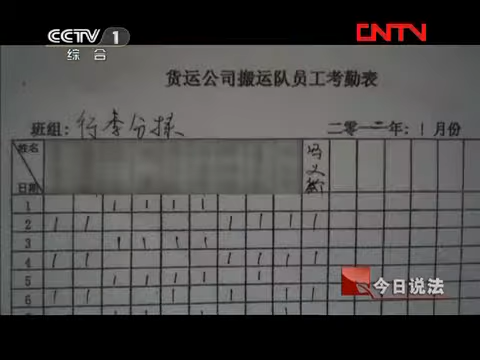 CCTV 1 CNTV
综合
货运公司搬运队员工考勤表
班组：行李分拣 二零一二年：1月份
姓名
日期
1
2
3
4
5
6
今日说法